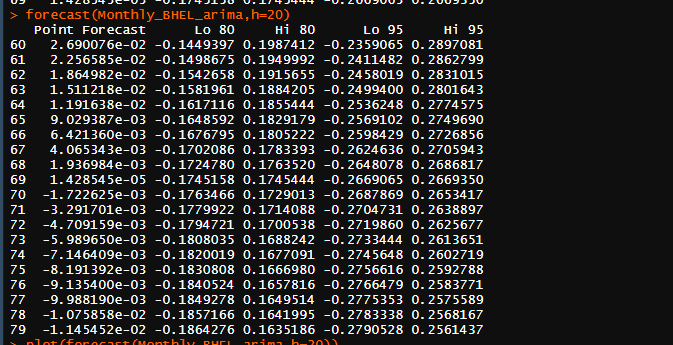 69 1.428545e-05 -0.1745158 0.1745444 -0.2669065 0.2669350
> forecast(Monthly_BHEL_arima,h=20)
Point Forecast Lo 80 Hi 80 Lo 95 Hi 95
60 2.690076e-02 -0.1449397 0.1987412 -0.2359065 0.2897081
61 2.256585e-02 -0.1498675 0.1949992 -0.2411482 0.2862799
62 1.864982e-02 -0.1542658 0.1915655 -0.2458019 0.2831015
63 1.511218e-02 -0.1581961 0.1884205 -0.2499400 0.2801643
64 1.191638e-02 -0.1617116 0.1855444 -0.2536248 0.2774575
65 9.029387e-03 -0.1648592 0.1829179 -0.2569102 0.2749690
66 6.421360e-03 -0.1676795 0.1805222 -0.2598429 0.2726856
67 4.065343e-03 -0.1702086 0.1783393 -0.2624636 0.2705943
68 1.936984e-03 -0.1724780 0.1763520 -0.2648078 0.2686817
69 1.428545e-05 -0.1745158 0.1745444 -0.2669065 0.2669350
70 -1.722625e-03 -0.1763466 0.1729013 -0.2687869 0.2653417
71 -3.291701e-03 -0.1779922 0.1714088 -0.2704731 0.2638897
72 -4.709159e-03 -0.1794721 0.1700538 -0.2719860 0.2625677
73 -5.989650e-03 -0.1808035 0.1688242 -0.2733444 0.2613651
74 -7.146409e-03 -0.1820019 0.1677091 -0.2745648 0.2602719
75 -8.191392e-03 -0.1830808 0.1666980 -0.2756616 0.2592788
76 -9.135400e-03 -0.1840524 0.1657816 -0.2766479 0.2583771
77 -9.988190e-03 -0.1849278 0.1649514 -0.2775353 0.2575589
78 -1.075858e-02 -0.1857166 0.1641995 -0.2783338 0.2568167
79 -1.145452e-02 -0.1864276 0.1635186 -0.2790528 0.2561437
> plot(forecast(Monthly_BHEL_arima,h=20))